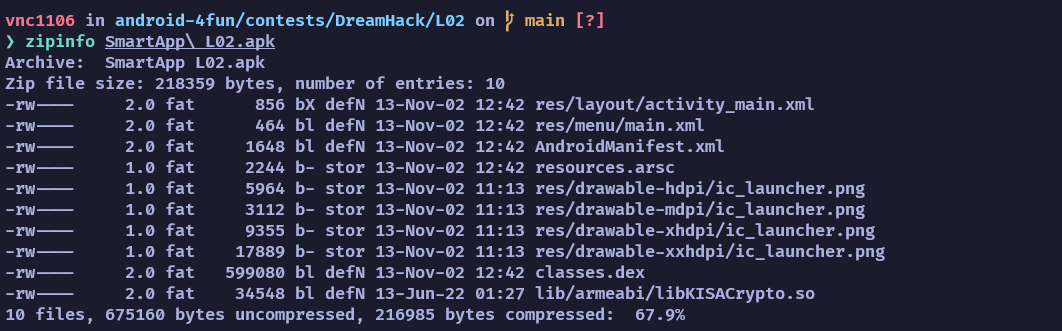 vnc1106 in android-4fun/contests/DreamHack/L02 on main [?]
❯ zipinfo SmartApp\ L02.apk
Archive:  SmartApp L02.apk
Zip file size: 218359 bytes, number of entries: 10
-rw----     2.0 fat      856 bX defN 13-Nov-02 12:42 res/layout/activity_main.xml
-rw----     2.0 fat      464 bl defN 13-Nov-02 12:42 res/menu/main.xml
-rw----     2.0 fat     1648 bl defN 13-Nov-02 12:42 AndroidManifest.xml
-rw----     1.0 fat     2244 b- stor 13-Nov-02 12:42 resources.arsc
-rw----     1.0 fat     5964 b- stor 13-Nov-02 11:13 res/drawable-hdpi/ic_launcher.png
-rw----     1.0 fat     3112 b- stor 13-Nov-02 11:13 res/drawable-mdpi/ic_launcher.png
-rw----     1.0 fat     9355 b- stor 13-Nov-02 11:13 res/drawable-xhdpi/ic_launcher.png
-rw----     1.0 fat    17889 b- stor 13-Nov-02 11:13 res/drawable-xxhdpi/ic_launcher.png
-rw----     2.0 fat   599080 bl defN 13-Nov-02 12:42 classes.dex
-rw----     2.0 fat    34548 bl defN 13-Jun-22 01:27 lib/armeabi/libKISACrypto.so
10 files, 675160 bytes uncompressed, 216985 bytes compressed:  67.9%